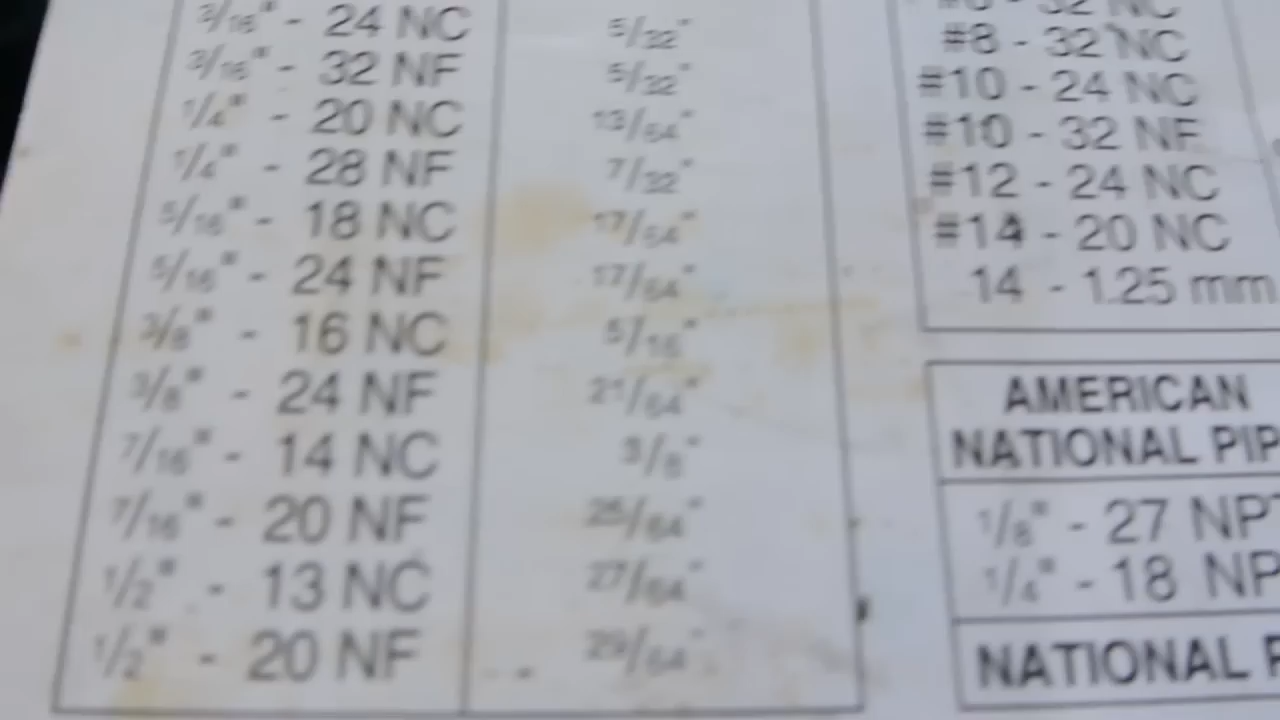 3/16" - 24 NC 5/32"
3/16" - 32 NF 5/32"
1/4" - 20 NC 13/64"
1/4" - 28 NF 7/32"
5/16" - 18 NC 17/64"
5/16" - 24 NF 17/64"
3/8" - 16 NC 5/16"
3/8" - 24 NF 21/64"
7/16" - 14 NC 3/8"
7/16" - 20 NF 25/64"
1/2" - 13 NC 27/64"
1/2" - 20 NF 29/64"
- 32 NC
#8 - 32 NC
#10 - 24 NC
#10 - 32 NF
#12 - 24 NC
#14 - 20 NC
14 - 1.25 mm
AMERICAN
NATIONAL PIP
1/8" - 27 NPT
1/4" - 18 NP
NATIONAL P